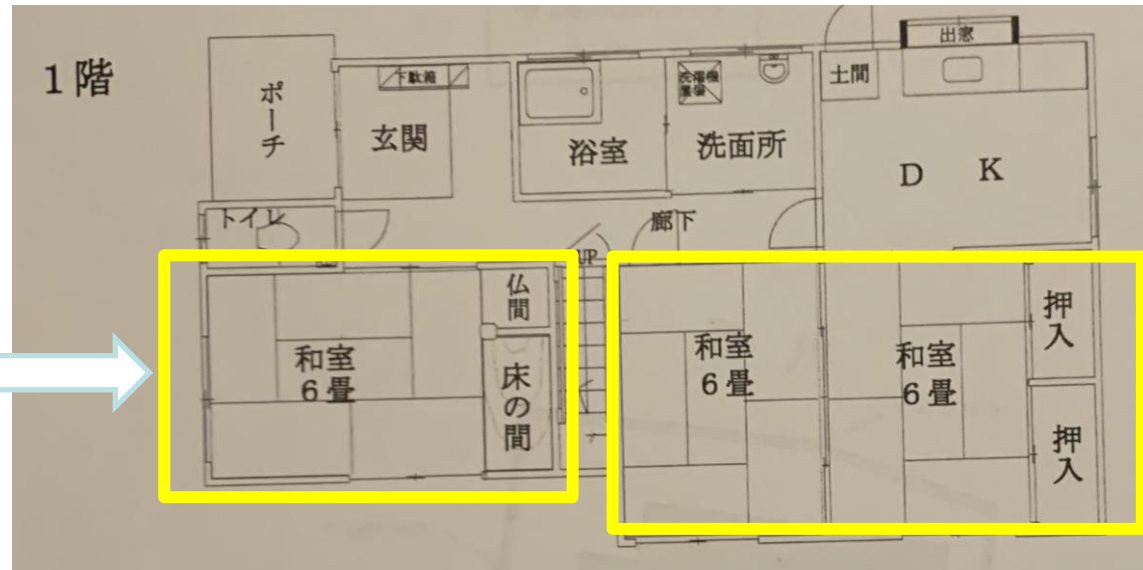 1階
ポーチ
下駄箱
玄関
浴室
洗濯機
置場
洗面所
土間
出窓
DK
トイレ
廊下
UP
和室
6畳
仏間
床の間
和室
6畳
和室
6畳
押入
押入